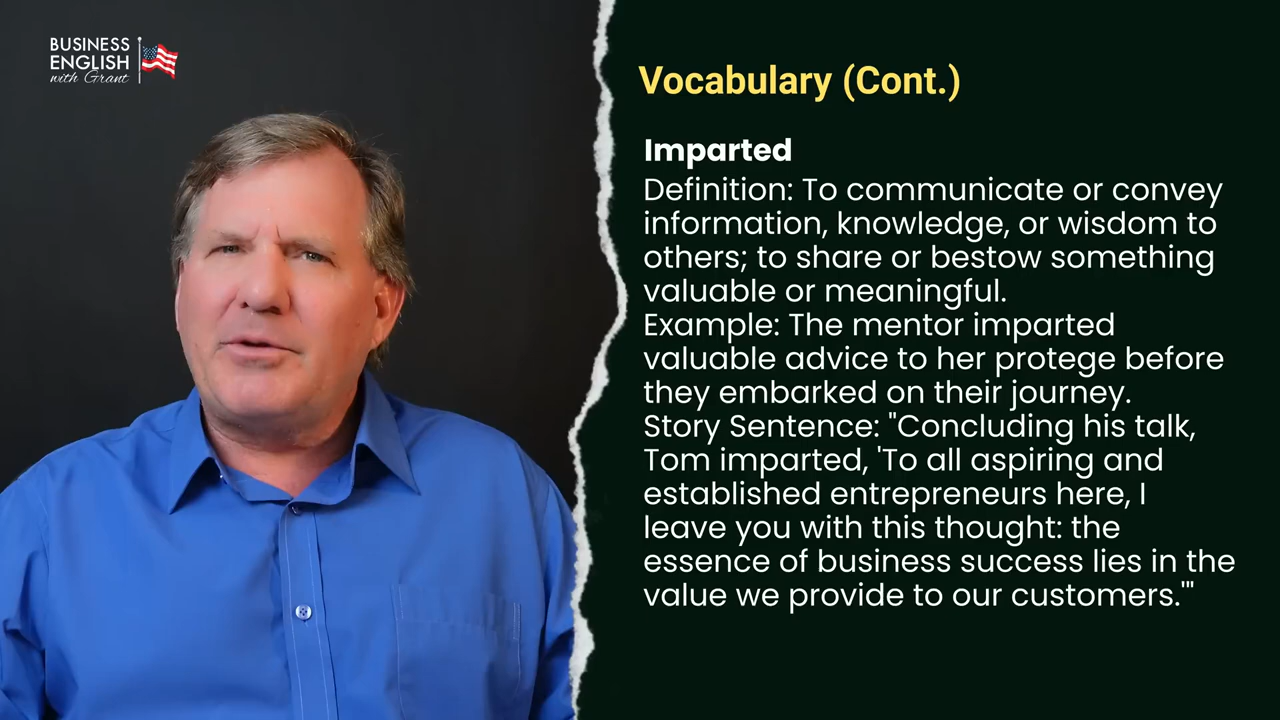 BUSINESS
ENGLISH
with Grant
Vocabulary (Cont.)
Imparted
Definition: To communicate or convey
information, knowledge, or wisdom to
others; to share or bestow something
valuable or meaningful.
Example: The mentor imparted
valuable advice to her protege before
they embarked on their journey.
Story Sentence: "Concluding his talk,
Tom imparted, 'To all aspiring and
established entrepreneurs here, I
leave you with this thought: the
essence of business success lies in the
value we provide to our customers.'"